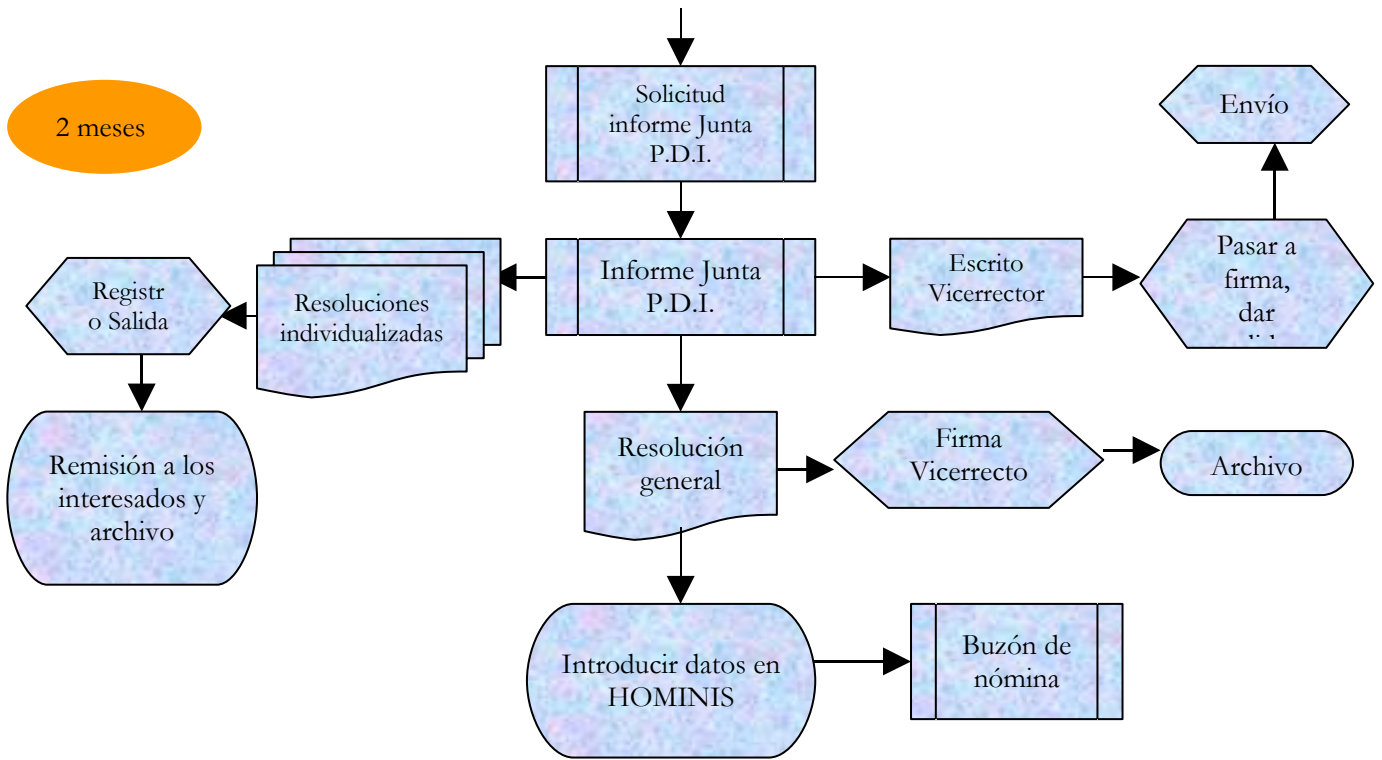 2 meses
Solicitud
informe Junta
P.D.I.
Envío
Registr
o Salida
Resoluciones
individualizadas
Informe Junta
P.D.I.
Escrito
Vicerrector
Pasar a
firma,
dar
Remisión a los
interesados y
archivo
Resolución
general
Firma
Vicerrecto
Archivo
Introducir datos en
HOMINIS
Buzón de
nómina